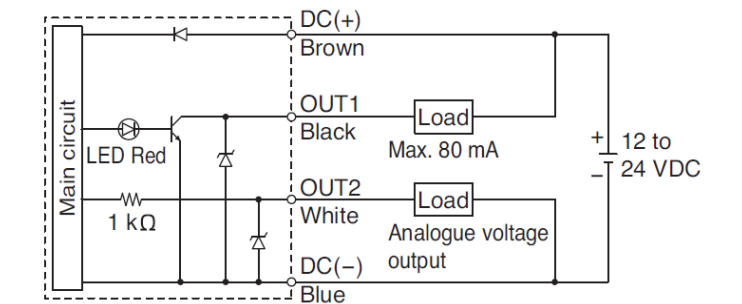 DC(+)
Brown
OUT1
Black
Load
Max. 80 mA
Main circuit
LED Red
+ 12 to
− 24 VDC
OUT2
White
Load
1 kΩ
Analogue voltage
output
DC(−)
Blue